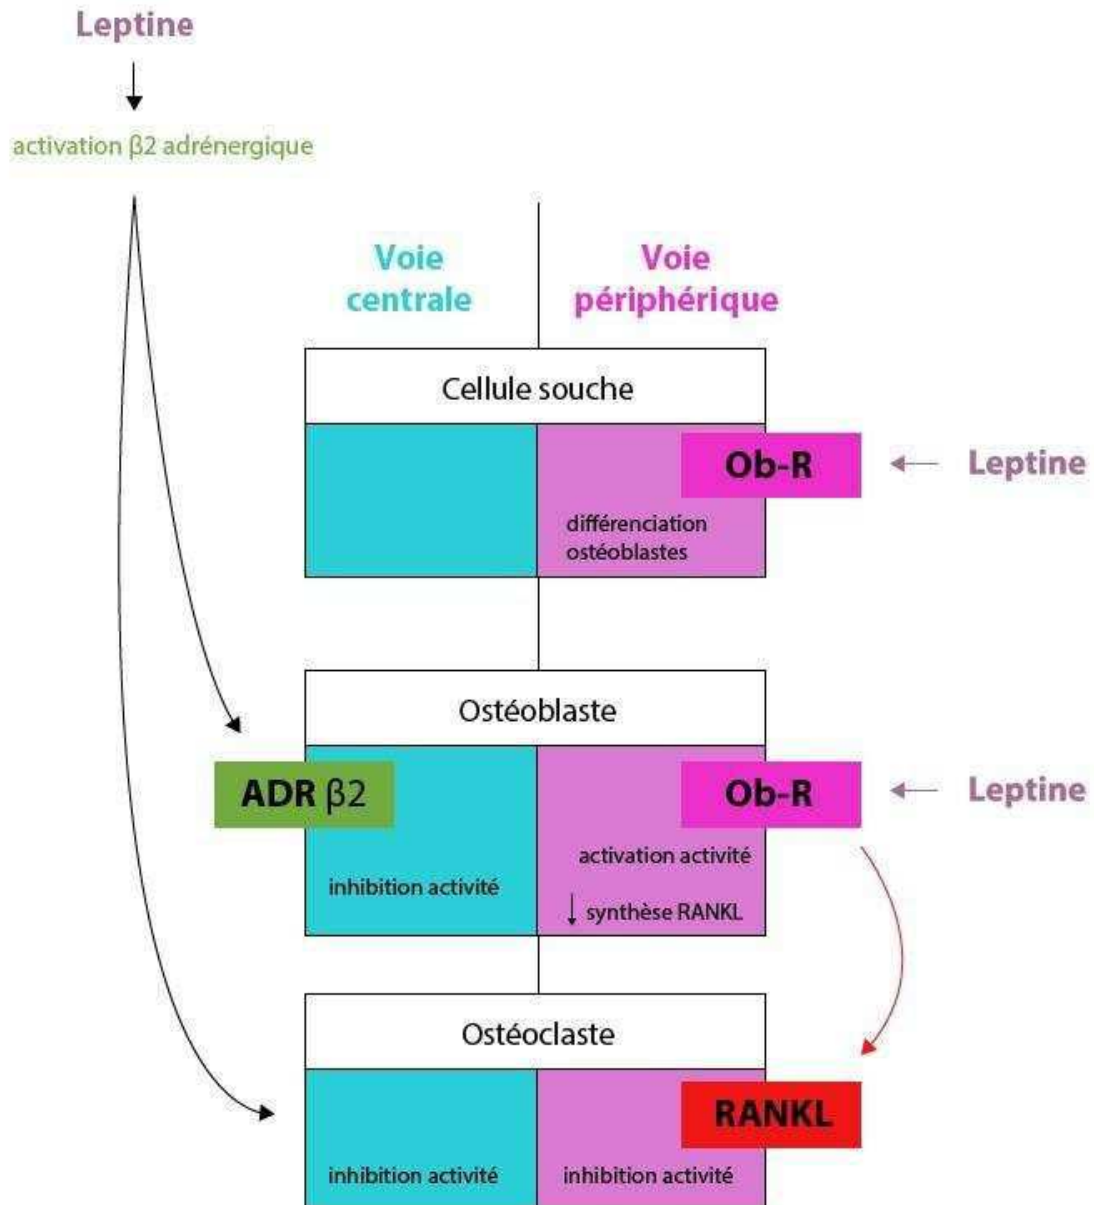 Leptine
activation β2 adrénergique
Voie
centrale
Voie
périphérique
Cellule souche
Ob-R
Leptine
différenciation
ostéoblastes
Ostéoblaste
ADR β2
Ob-R
Leptine
inhibition activité
activation activité
↓ synthèse RANKL
Ostéoclaste
RANKL
inhibition activité
inhibition activité